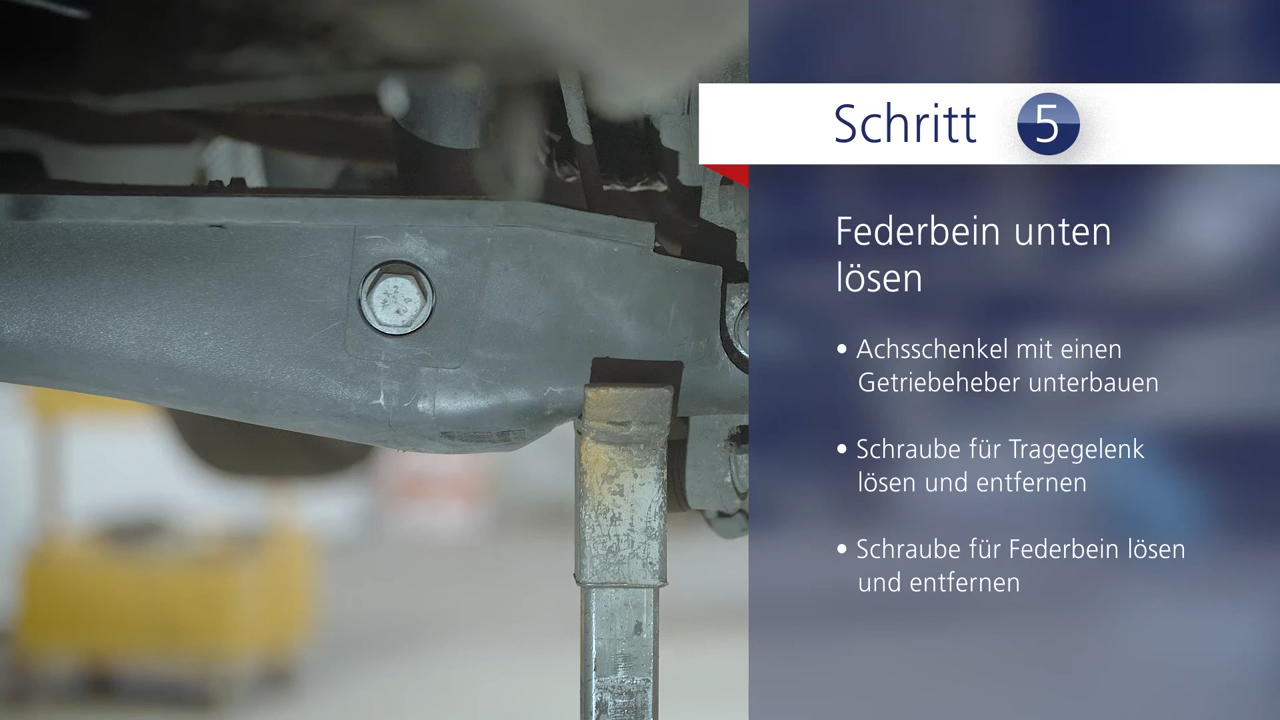 Schritt 5
Federbein unten
lösen
• Achsschenkel mit einen
Getriebeheber unterbauen
• Schraube für Tragegelenk
lösen und entfernen
• Schraube für Federbein lösen
und entfernen